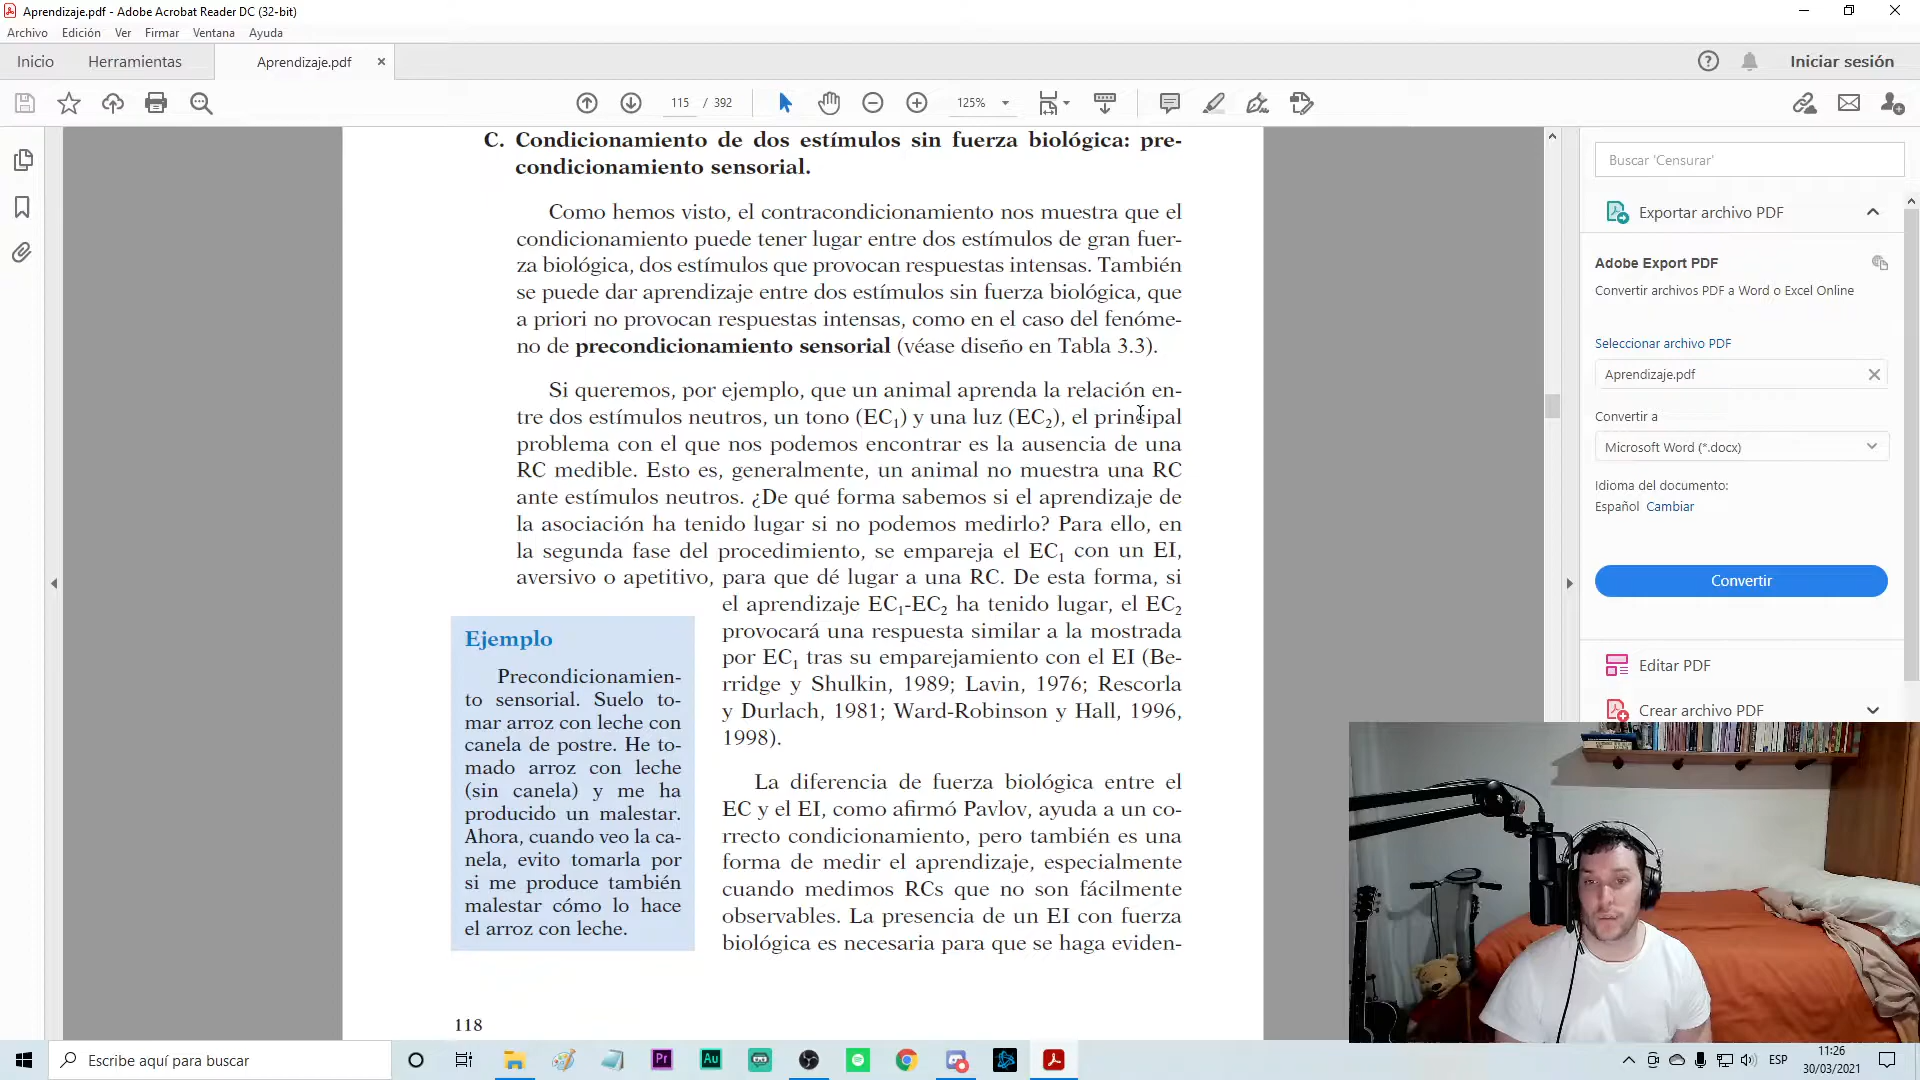 Aprendizaje.pdf - Adobe Acrobat Reader DC (32-bit)
Archivo Edición Ver Firmar Ventana Ayuda
Inicio Herramientas Aprendizaje.pdf Iniciar sesión
115 / 392 125%
C. Condicionamiento de dos estímulos sin fuerza biológica: pre-
condicionamiento sensorial.
Como hemos visto, el contracondicionamiento nos muestra que el
condicionamiento puede tener lugar entre dos estímulos de gran fuer-
za biológica, dos estímulos que provocan respuestas intensas. También
se puede dar aprendizaje entre dos estímulos sin fuerza biológica, que
a priori no provocan respuestas intensas, como en el caso del fenóme-
no de precondicionamiento sensorial (véase diseño en Tabla 3.3).
Si queremos, por ejemplo, que un animal aprenda la relación en-
tre dos estímulos neutros, un tono (EC1) y una luz (EC2), el principal
problema con el que nos podemos encontrar es la ausencia de una
RC medible. Esto es, generalmente, un animal no muestra una RC
ante estímulos neutros. ¿De qué forma sabemos si el aprendizaje de
la asociación ha tenido lugar si no podemos medirlo? Para ello, en
la segunda fase del procedimiento, se empareja el EC1 con un EI,
aversivo o apetitivo, para que dé lugar a una RC. De esta forma, si
el aprendizaje EC1-EC2 ha tenido lugar, el EC2
provocará una respuesta similar a la mostrada
por EC1 tras su emparejamiento con el EI (Be-
rridge y Shulkin, 1989; Lavin, 1976; Rescorla
y Durlach, 1981; Ward-Robinson y Hall, 1996,
1998).
La diferencia de fuerza biológica entre el
EC y el EI, como afirmó Pavlov, ayuda a un co-
rrecto condicionamiento, pero también es una
forma de medir el aprendizaje, especialmente
cuando medimos RCs que no son fácilmente
observables. La presencia de un EI con fuerza
biológica es necesaria para que se haga eviden-
Ejemplo
Precondicionamien-
to sensorial. Suelo to-
mar arroz con leche con
canela de postre. He to-
mado arroz con leche
(sin canela) y me ha
producido un malestar.
Ahora, cuando veo la ca-
nela, evito tomarla por
si me produce también
malestar cómo lo hace
el arroz con leche.
118
Buscar 'Censurar'
Exportar archivo PDF
Adobe Export PDF
Convertir archivos PDF a Word o Excel Online
Seleccionar archivo PDF
Aprendizaje.pdf
Convertir a
Microsoft Word (*.docx)
Idioma del documento:
Español Cambiar
Convertir
Editar PDF
Crear archivo PDF
Escribe aquí para buscar
Pr Au
ESP
11:26
30/03/2021